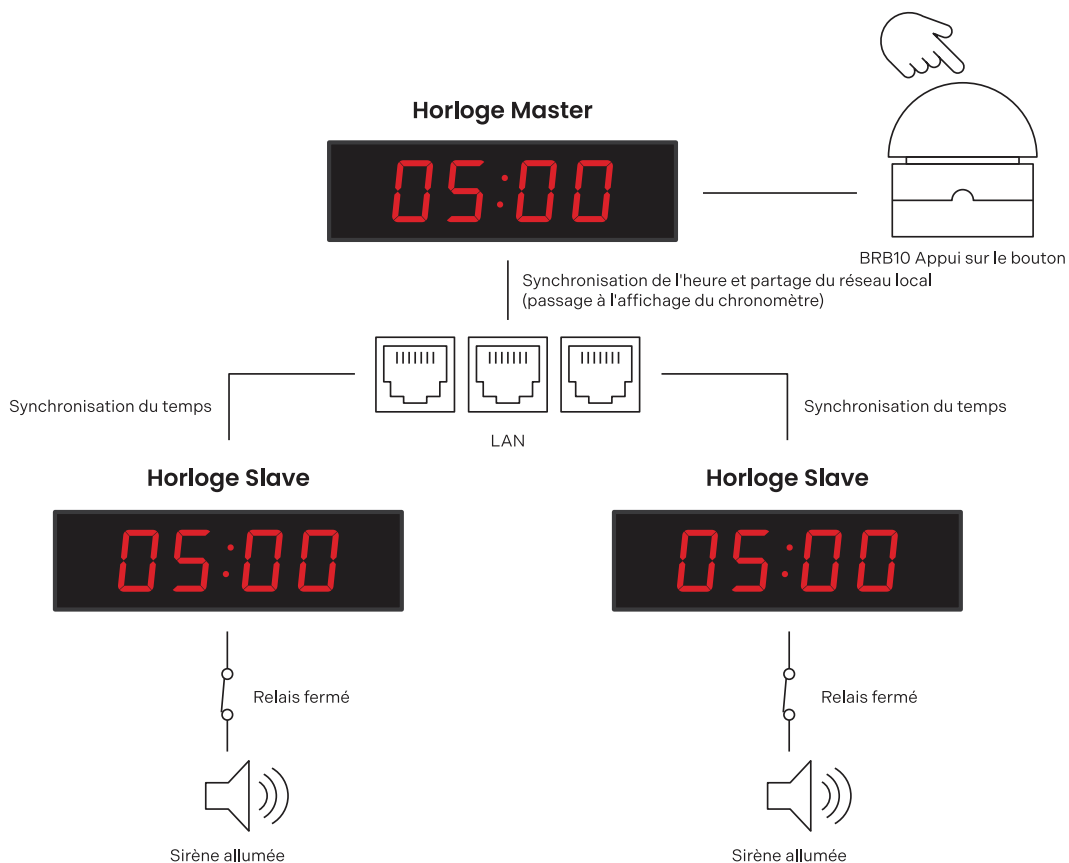 Horloge Master
05:00
BRB10 Appui sur le bouton
Synchronisation de l'heure et partage du réseau local
(passage à l'affichage du chronomètre)
Synchronisation du temps
Synchronisation du temps
LAN
Horloge Slave
Horloge Slave
05:00
05:00
Relais fermé
Relais fermé
Sirène allumée
Sirène allumée